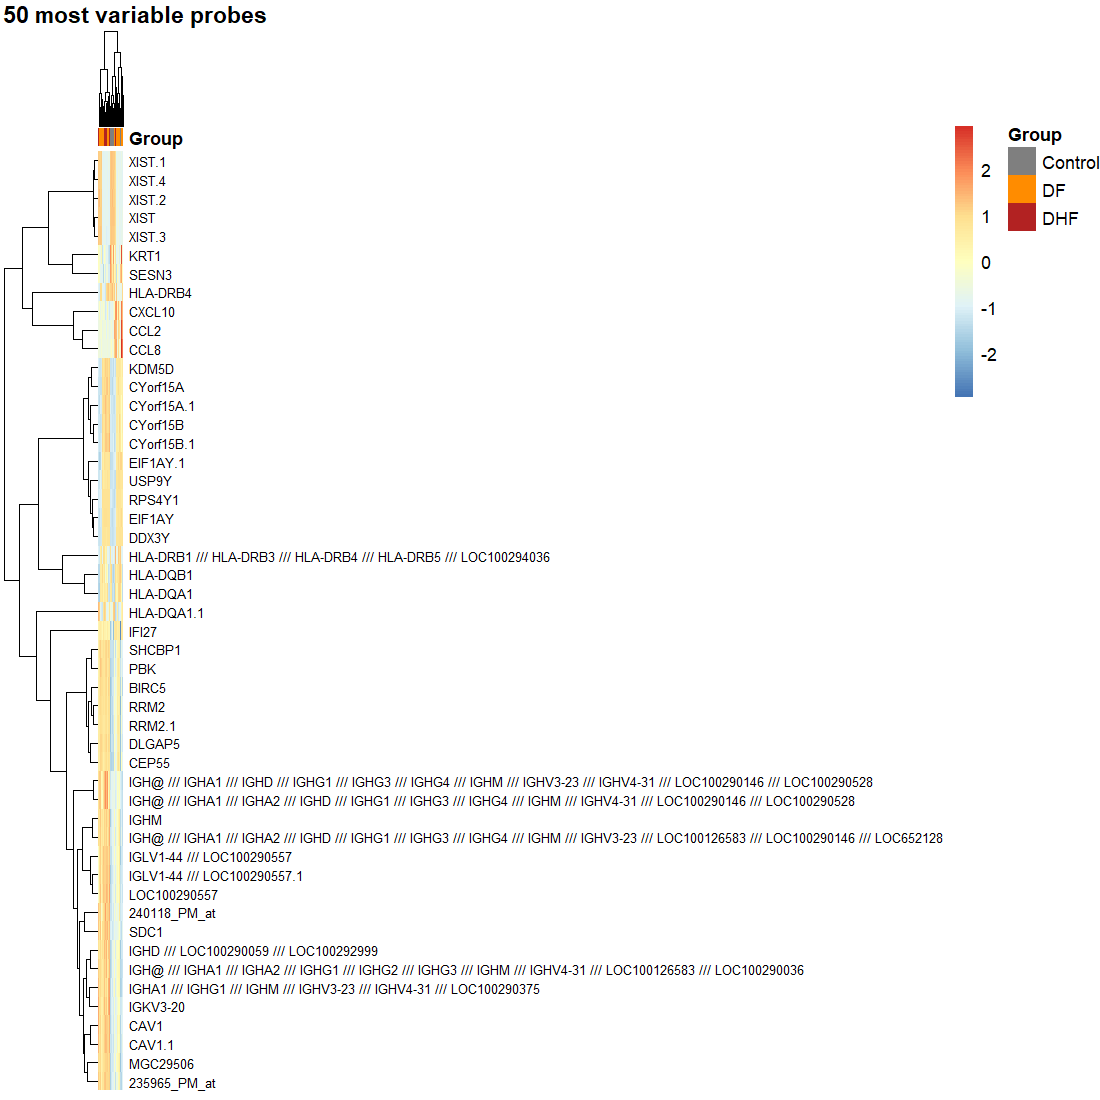 50 most variable probes
Group
XIST.1
XIST.4
XIST.2
XIST
XIST.3
KRT1
SESN3
HLA-DRB4
CXCL10
CCL2
CCL8
KDM5D
CYorf15A
CYorf15A.1
CYorf15B
CYorf15B.1
EIF1AY.1
USP9Y
RPS4Y1
EIF1AY
DDX3Y
HLA-DRB1 /// HLA-DRB3 /// HLA-DRB4 /// HLA-DRB5 /// LOC100294036
HLA-DQB1
HLA-DQA1
HLA-DQA1.1
IFI27
SHCBP1
PBK
BIRC5
RRM2
RRM2.1
DLGAP5
CEP55
IGH@ /// IGHA1 /// IGHD /// IGHG1 /// IGHG3 /// IGHG4 /// IGHM /// IGHV3-23 /// IGHV4-31 /// LOC100290146 /// LOC100290528
IGH@ /// IGHA1 /// IGHA2 /// IGHD /// IGHG1 /// IGHG3 /// IGHG4 /// IGHM /// IGHV4-31 /// LOC100290146 /// LOC100290528
IGHM
IGH@ /// IGHA1 /// IGHA2 /// IGHD /// IGHG1 /// IGHG3 /// IGHG4 /// IGHM /// IGHV3-23 /// LOC100126583 /// LOC100290146 /// LOC652128
IGLV1-44 /// LOC100290557
IGLV1-44 /// LOC100290557.1
LOC100290557
240118_PM_at
SDC1
IGHD /// LOC100290059 /// LOC100292999
IGH@ /// IGHA1 /// IGHA2 /// IGHG1 /// IGHG2 /// IGHG3 /// IGHM /// IGHV4-31 /// LOC100126583 /// LOC100290036
IGHA1 /// IGHG1 /// IGHM /// IGHV3-23 /// IGHV4-31 /// LOC100290375
IGKV3-20
CAV1
CAV1.1
MGC29506
235965_PM_at
2
1
0
-1
-2
Group
Control
DF
DHF